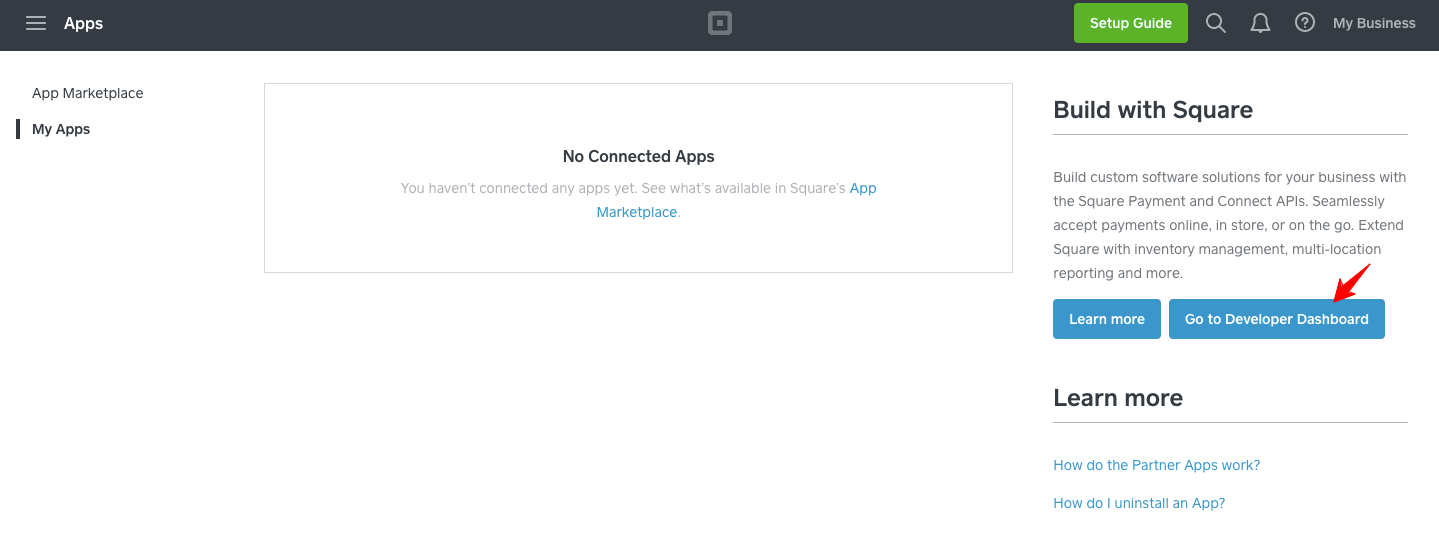 Apps
Setup Guide
My Business
App Marketplace
My Apps
No Connected Apps
You haven’t connected any apps yet. See what’s available in Square’s App
Marketplace.
Build with Square
Build custom software solutions for your business with
the Square Payment and Connect APIs. Seamlessly
accept payments online, in store, or on the go. Extend
Square with inventory management, multi-location
reporting and more.
Learn more
Go to Developer Dashboard
Learn more
How do the Partner Apps work?
How do I uninstall an App?